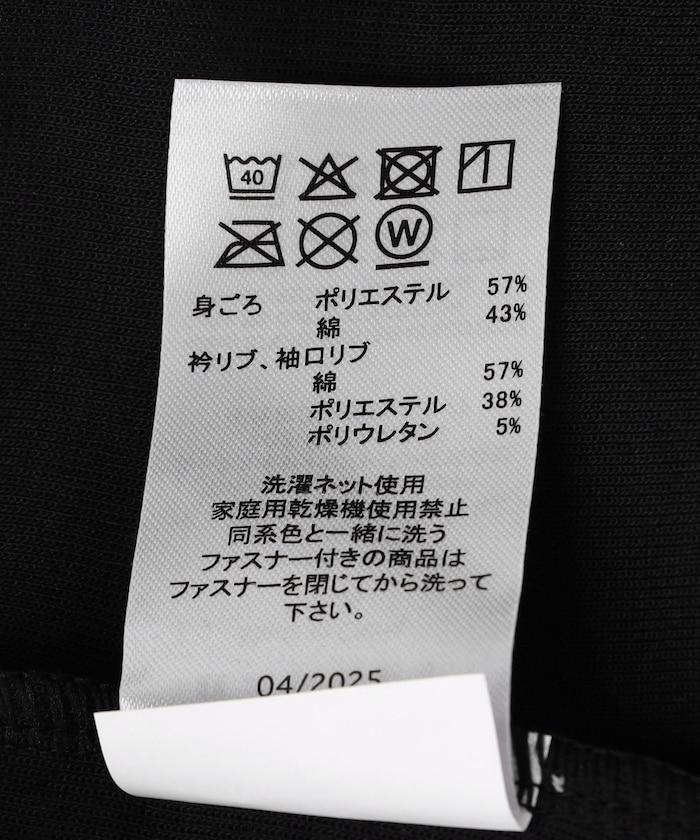 40
W
身ごろ ポリエステル 57%
綿 43%
衿リブ、袖口リブ
綿 57%
ポリエステル 38%
ポリウレタン 5%
洗濯ネット使用
家庭用乾燥機使用禁止
同系色と一緒に洗う
ファスナー付きの商品は
ファスナーを閉じてから洗って
下さい。
04/2025